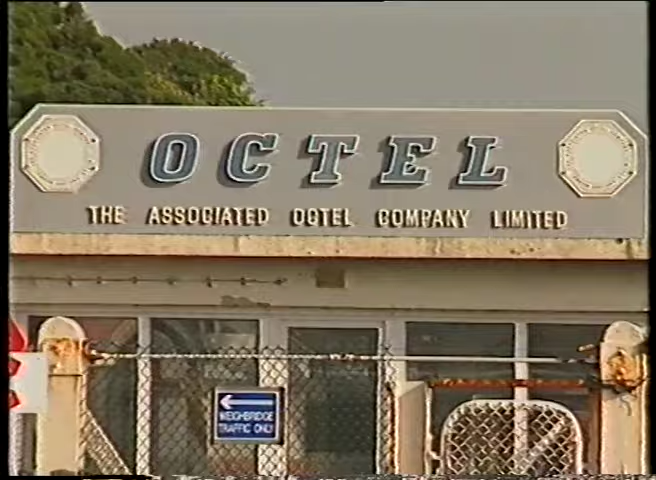 OCTEL
THE ASSOCIATED OCTEL COMPANY LIMITED
WEIGHBRIDGE
TRAFFIC ONLY